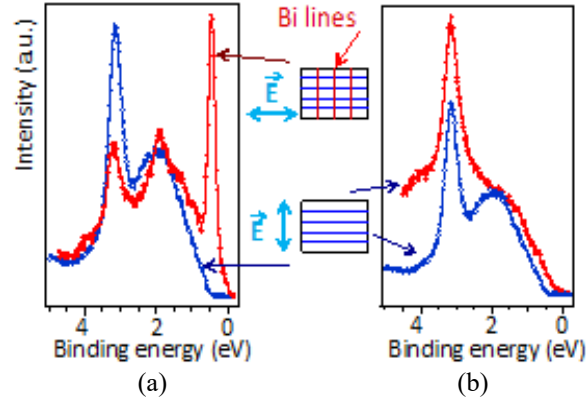 Bi lines
Intensity (a.u.)
E
E
4 2 0
4 2 0
Binding energy (eV)
Binding energy (eV)
(a)
(b)